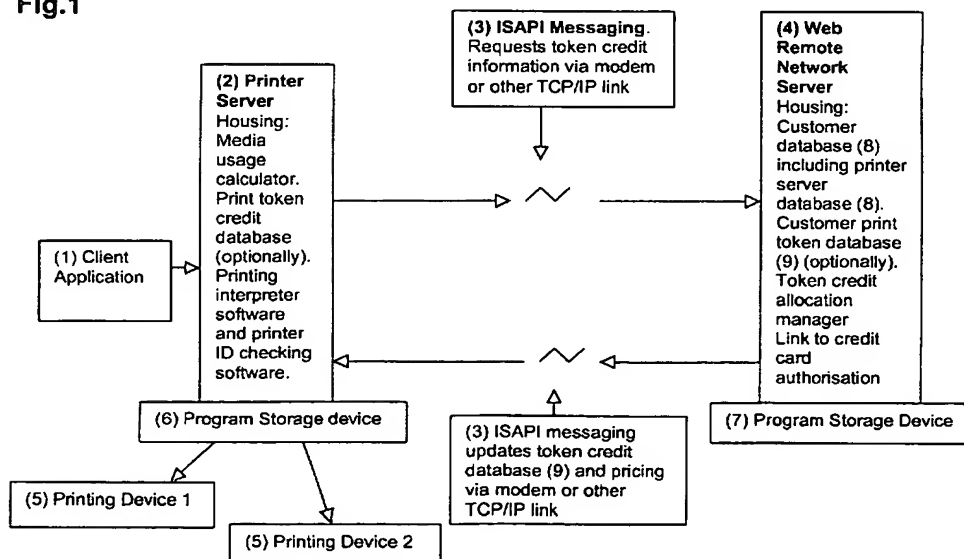 Fig.1
(3) ISAPI Messaging.
Requests token credit
information via modem
or other TCP/IP link
(4) Web
Remote
Network
Server
Housing:
Customer
database (8)
including printer
server
database (8).
Customer print
token database
(9) (optionally).
Token credit
allocation
manager
Link to credit
card
authorisation
(2) Printer
Server
Housing:
Media
usage
calculator.
Print token
credit
database
(optionally).
Printing
interpreter
software
and printer
ID checking
software.
(1) Client
Application
(6) Program Storage device
(7) Program Storage Device
(3) ISAPI messaging
updates token credit
database (9) and pricing
via modem or other
TCP/IP link
(5) Printing Device 1
(5) Printing Device 2